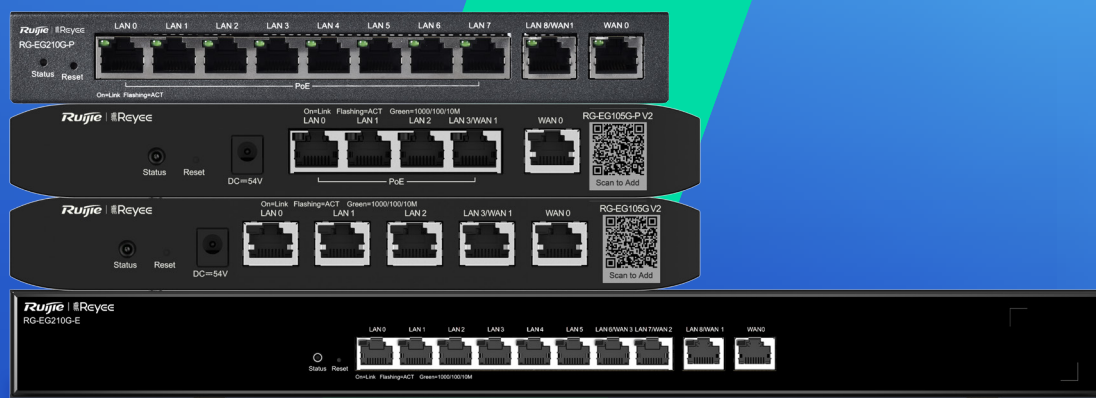 Ruijie | Reyee
RG-EG210G-P
Status Reset
LAN 0 LAN 1 LAN 2 LAN 3 LAN 4 LAN 5 LAN 6 LAN 7 LAN 8/WAN1 WAN 0
PoE
On=Link Flashing=ACT
Ruijie | Reyee
Status Reset DC=54V
On=Link Flashing=ACT Green=1000/100/10M
LAN 0 LAN 1 LAN 2 LAN 3/WAN 1 WAN 0
PoE
RG-EG105G-P V2
Scan to Add
Ruijie | Reyee
Status Reset DC=54V
On=Link Flashing=ACT Green=1000/100/10M
LAN 0 LAN 1 LAN 2 LAN 3/WAN 1 WAN 0
RG-EG105G V2
Scan to Add
Ruijie | Reyee
RG-EG210G-E
Status Reset
LAN 0 LAN 1 LAN 2 LAN 3 LAN 4 LAN 5 LAN 6/WAN 3 LAN 7/WAN 2 LAN 8/WAN 1 WAN0
On=Link Flashing=ACT Green=1000/100/10M